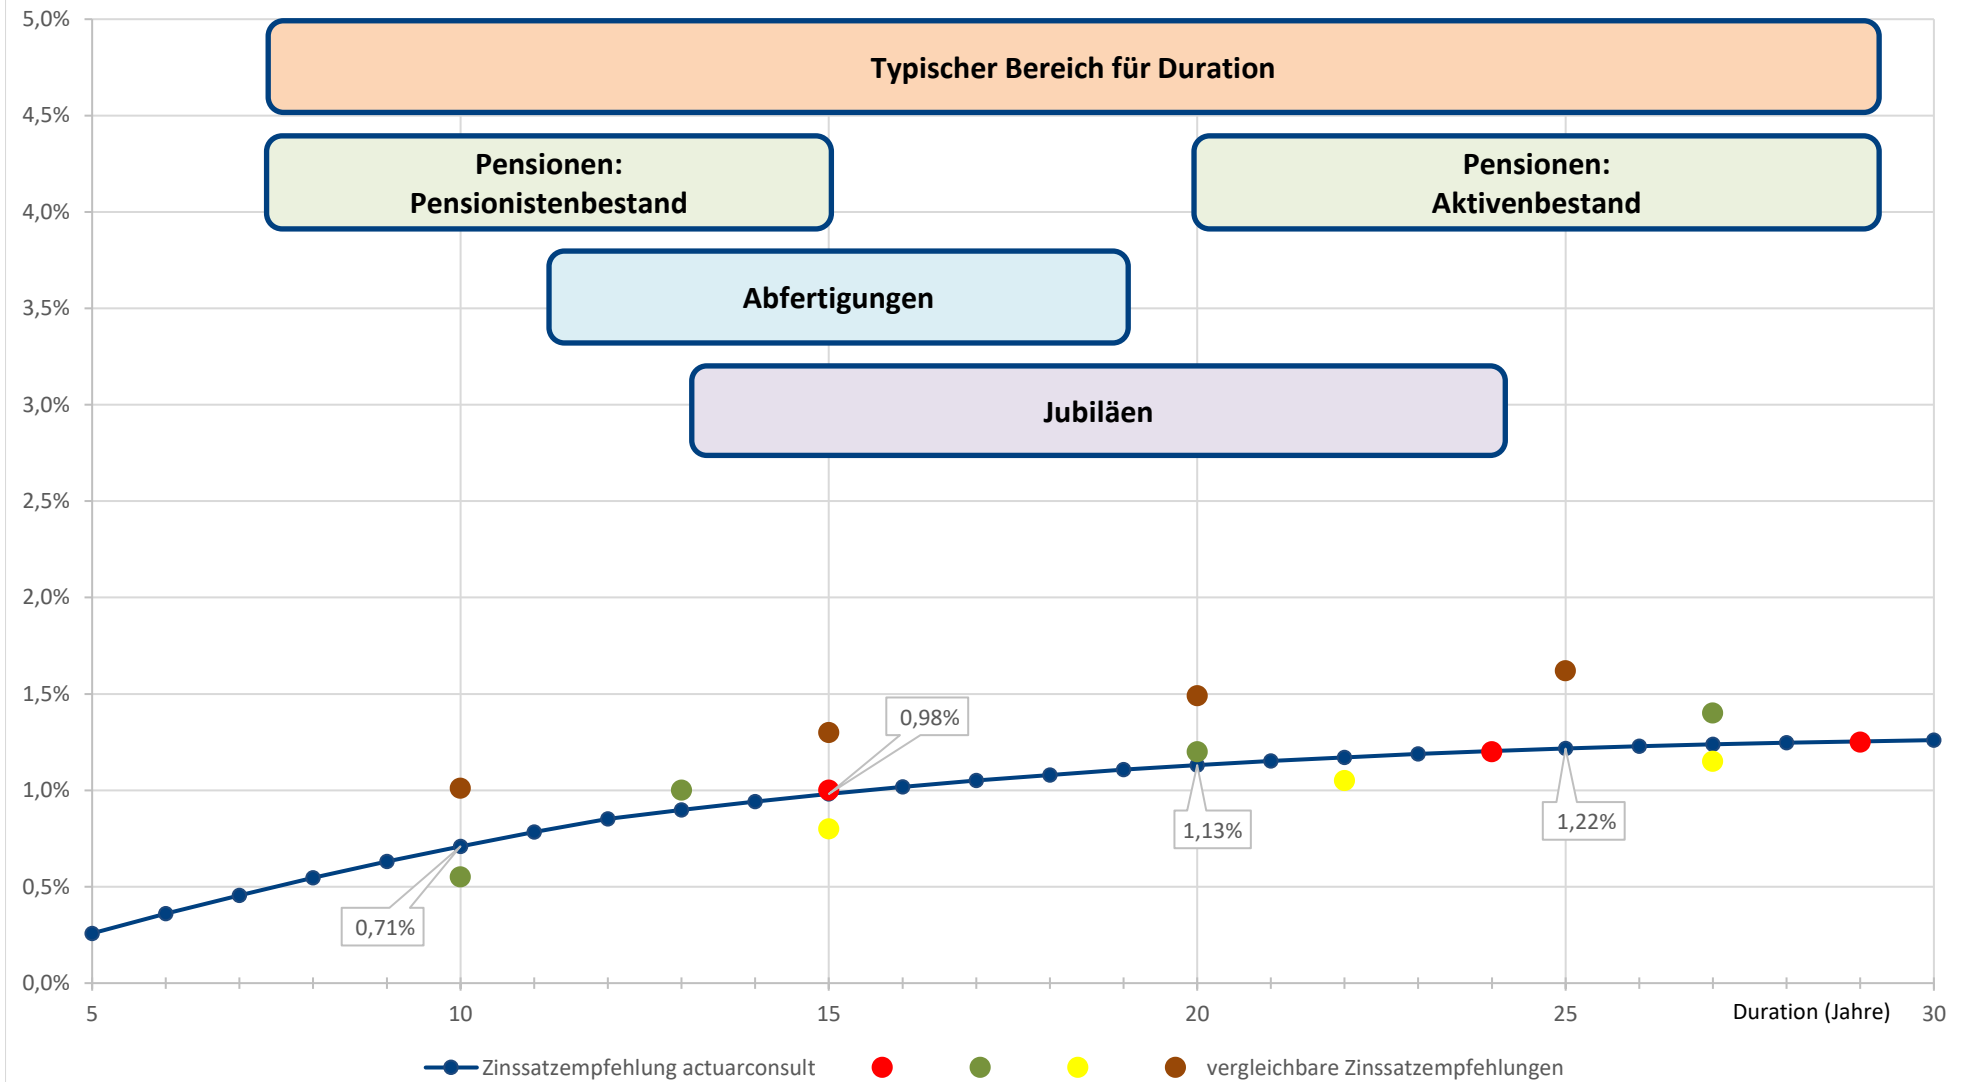 5,0%
4,5%
4,0%
3,5%
3,0%
2,5%
2,0%
1,5%
1,0%
0,5%
0,0%
Typischer Bereich für Duration
Pensionen:
Pensionistenbestand
Pensionen:
Aktivenbestand
Abfertigungen
Jubiläen
0,71%
0,98%
1,13%
1,22%
5
10
15
20
25
30
Duration (Jahre)
Zinssatzempfehlung actuarconsult
vergleichbare Zinssatzempfehlungen